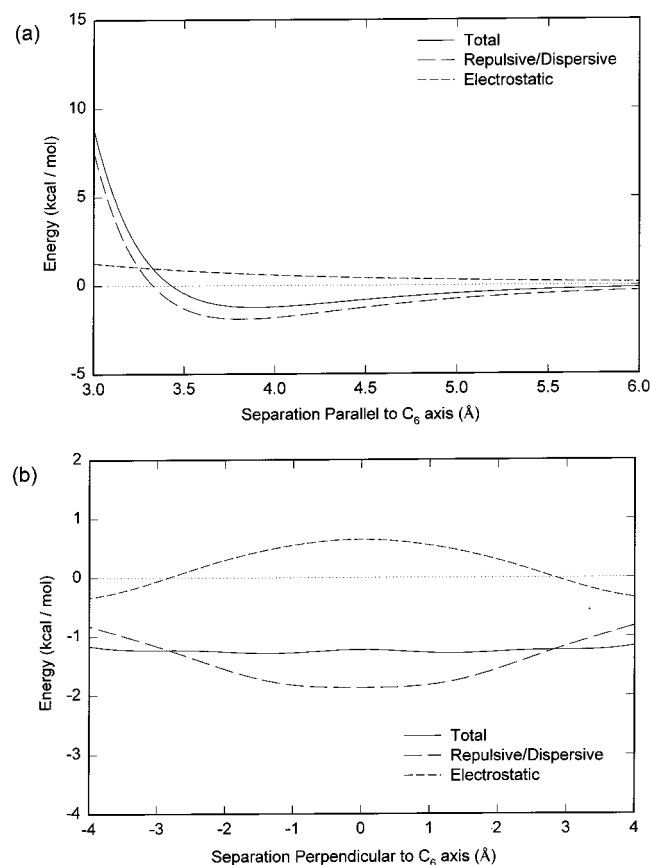 (a)
15
10
5
0
-5
Energy (kcal / mol)
Total
Repulsive/Dispersive
Electrostatic
3.0 3.5 4.0 4.5 5.0 5.5 6.0
Separation Parallel to C₆ axis (Å)
(b)
2
1
0
-1
-2
-3
-4
Energy (kcal / mol)
Total
Repulsive/Dispersive
Electrostatic
-4 -3 -2 -1 0 1 2 3 4
Separation Perpendicular to C₆ axis (Å)